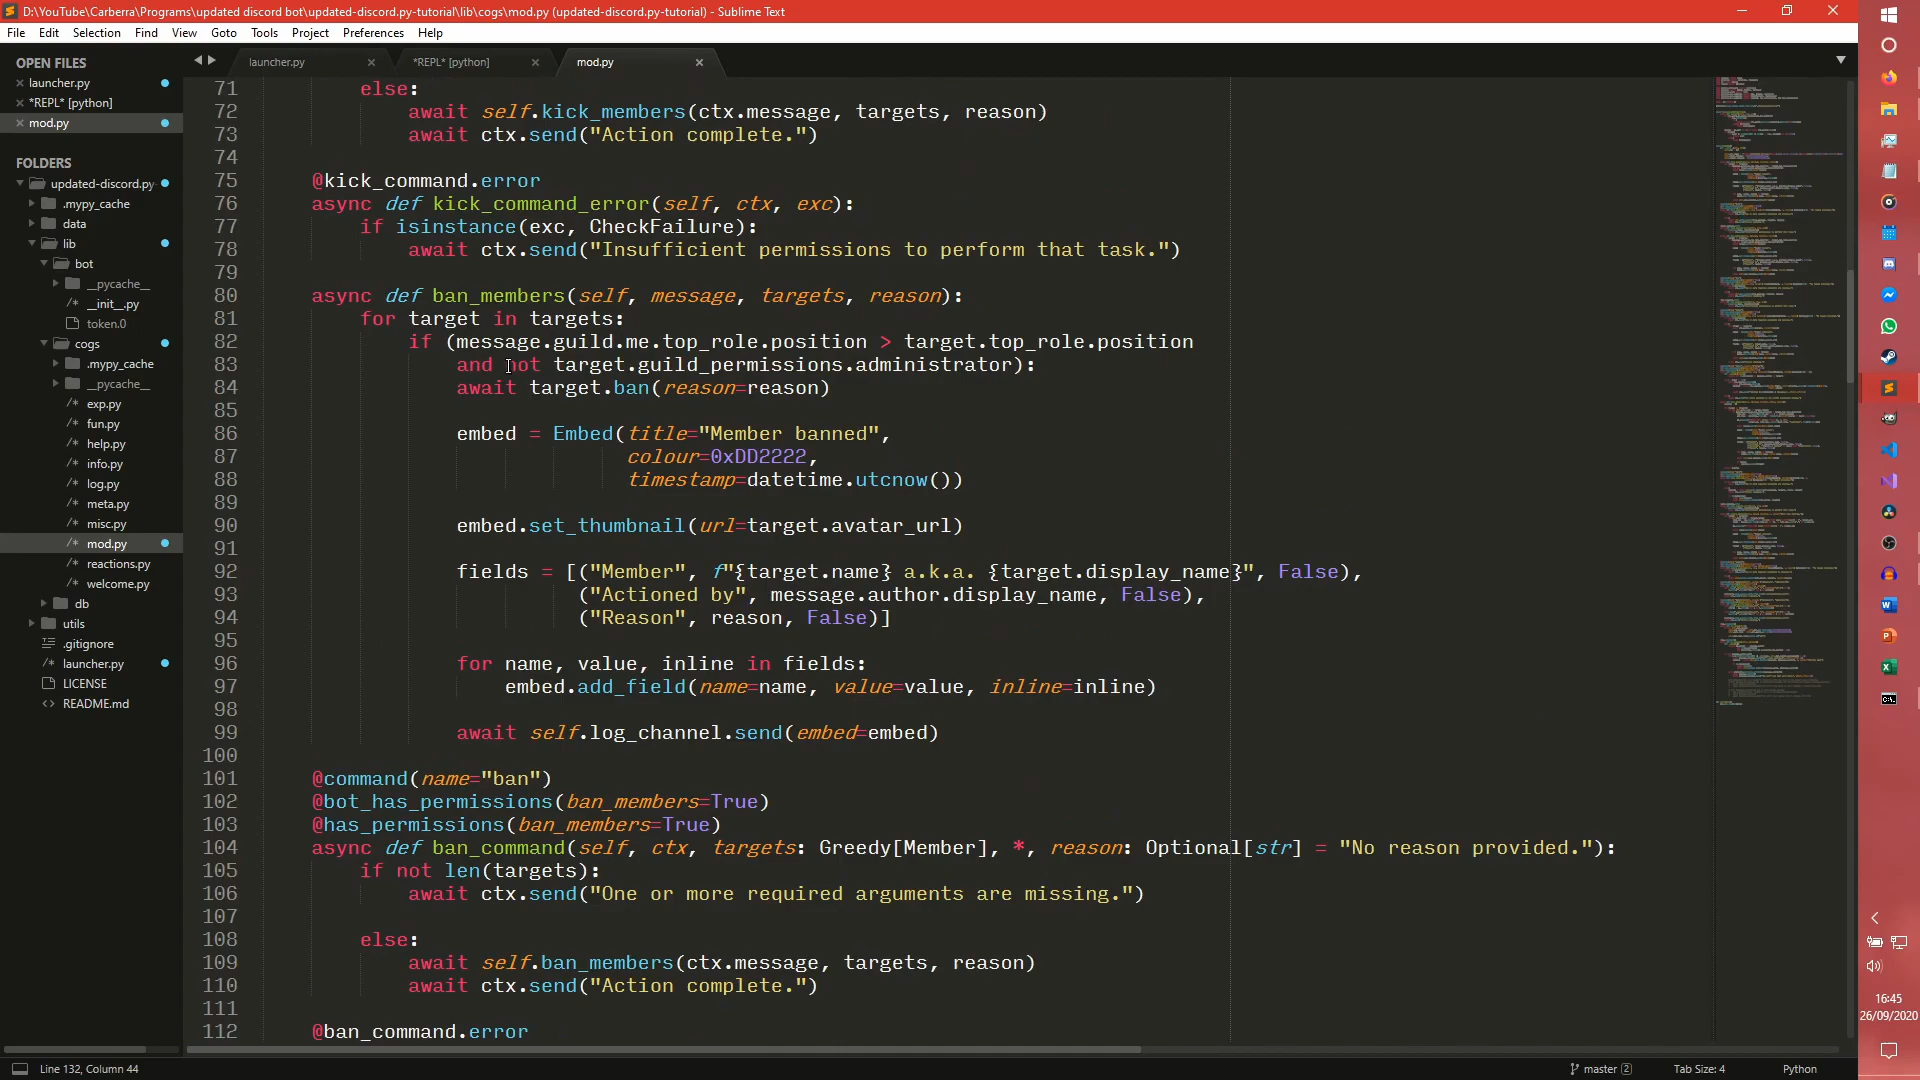 D:\YouTube\Carberra\Programs\updated discord bot\updated-discord.py-tutorial\lib\cogs\mod.py (updated-discord.py-tutorial) - Sublime Text
File Edit Selection Find View Goto Tools Project Preferences Help
OPEN FILES
launcher.py
*REPL* [python]
mod.py
FOLDERS
updated-discord.py-
.mypy_cache
data
lib
bot
__pycache__
__init__.py
token.0
cogs
.mypy_cache
__pycache__
exp.py
fun.py
help.py
info.py
log.py
meta.py
misc.py
mod.py
reactions.py
welcome.py
db
utils
.gitignore
launcher.py
LICENSE
README.md
launcher.py *REPL* [python] mod.py
71 else:
72 await self.kick_members(ctx.message, targets, reason)
73 await ctx.send("Action complete.")
74
75 @kick_command.error
76 async def kick_command_error(self, ctx, exc):
77 if isinstance(exc, CheckFailure):
78 await ctx.send("Insufficient permissions to perform that task.")
79
80 async def ban_members(self, message, targets, reason):
81 for target in targets:
82 if (message.guild.me.top_role.position > target.top_role.position
83 and not target.guild_permissions.administrator):
84 await target.ban(reason=reason)
85
86 embed = Embed(title="Member banned",
87 colour=0xDD2222,
88 timestamp=datetime.utcnow())
89
90 embed.set_thumbnail(url=target.avatar_url)
91
92 fields = [("Member", f"{target.name} a.k.a. {target.display_name}", False),
93 ("Actioned by", message.author.display_name, False),
94 ("Reason", reason, False)]
95
96 for name, value, inline in fields:
97 embed.add_field(name=name, value=value, inline=inline)
98
99 await self.log_channel.send(embed=embed)
100
101 @command(name="ban")
102 @bot_has_permissions(ban_members=True)
103 @has_permissions(ban_members=True)
104 async def ban_command(self, ctx, targets: Greedy[Member], *, reason: Optional[str] = "No reason provided."):
105 if not len(targets):
106 await ctx.send("One or more required arguments are missing.")
107
108 else:
109 await self.ban_members(ctx.message, targets, reason)
110 await ctx.send("Action complete.")
111
112 @ban_command.error
Line 132, Column 44
master 2
Tab Size: 4
Python
16:45
26/09/2020